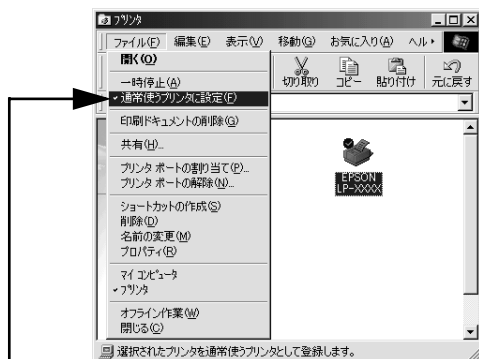 プリンタ
ファイル(F) 編集(E) 表示(V) 移動(G) お気に入り(A) ヘル
開く(O)
一時停止(A)
通常使うプリンタに設定(F)
印刷ドキュメントの削除(G)
共有(H)...
プリンタ ポートの割り当て(P)...
プリンタ ポートの解除(N)...
ショートカットの作成(S)
削除(D)
名前の変更(M)
プロパティ(R)
マイ コンピュータ
プリンタ
オフライン作業(W)
閉じる(C)
切り取り コピー 貼り付け 元に戻す
EPSON
LP-XXXX
選択されたプリンタを通常使うプリンタとして登録します。